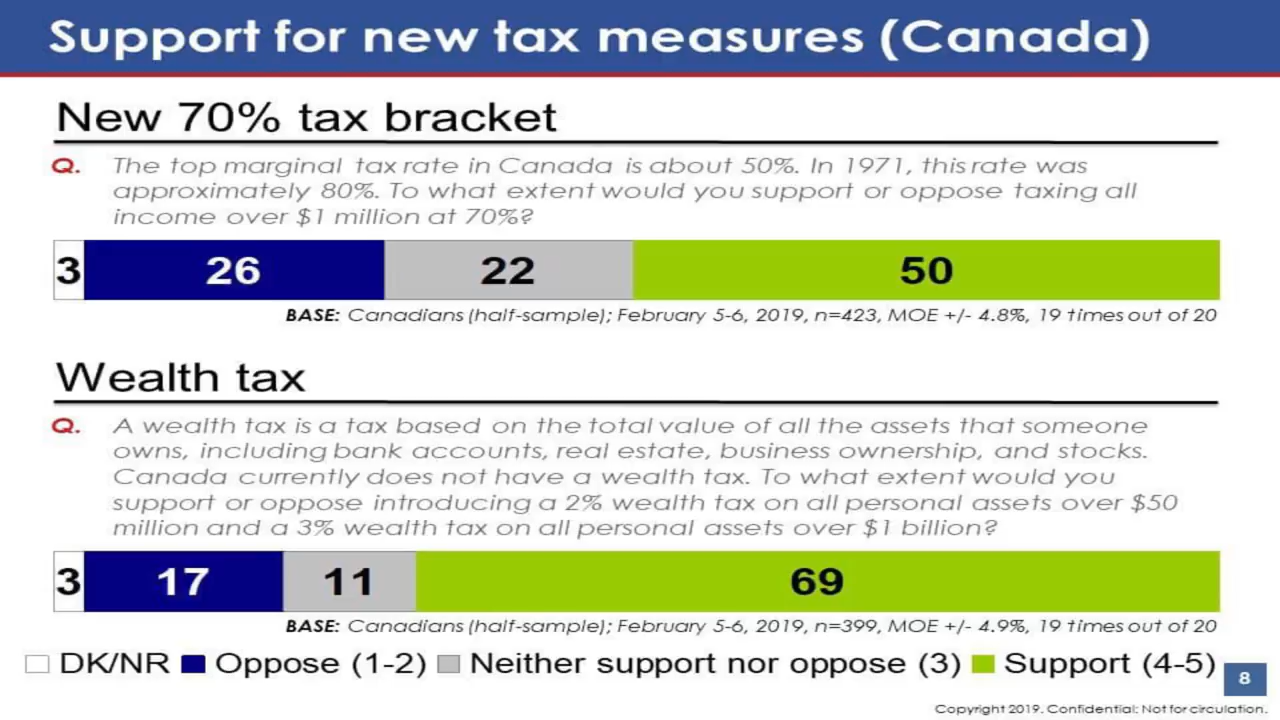 Support for new tax measures (Canada)
New 70% tax bracket
Q. The top marginal tax rate in Canada is about 50%. In 1971, this rate was
approximately 80%. To what extent would you support or oppose taxing all
income over $1 million at 70%?
3 26 22 50
BASE: Canadians (half-sample); February 5-6, 2019, n=423, MOE +/- 4.8%, 19 times out of 20
Wealth tax
Q. A wealth tax is a tax based on the total value of all the assets that someone
owns, including bank accounts, real estate, business ownership, and stocks.
Canada currently does not have a wealth tax. To what extent would you
support or oppose introducing a 2% wealth tax on all personal assets over $50
million and a 3% wealth tax on all personal assets over $1 billion?
3 17 11 69
BASE: Canadians (half-sample); February 5-6, 2019, n=399, MOE +/- 4.9%, 19 times out of 20
DK/NR Oppose (1-2) Neither support nor oppose (3) Support (4-5)
8
Copyright 2019. Confidential: Not for circulation.